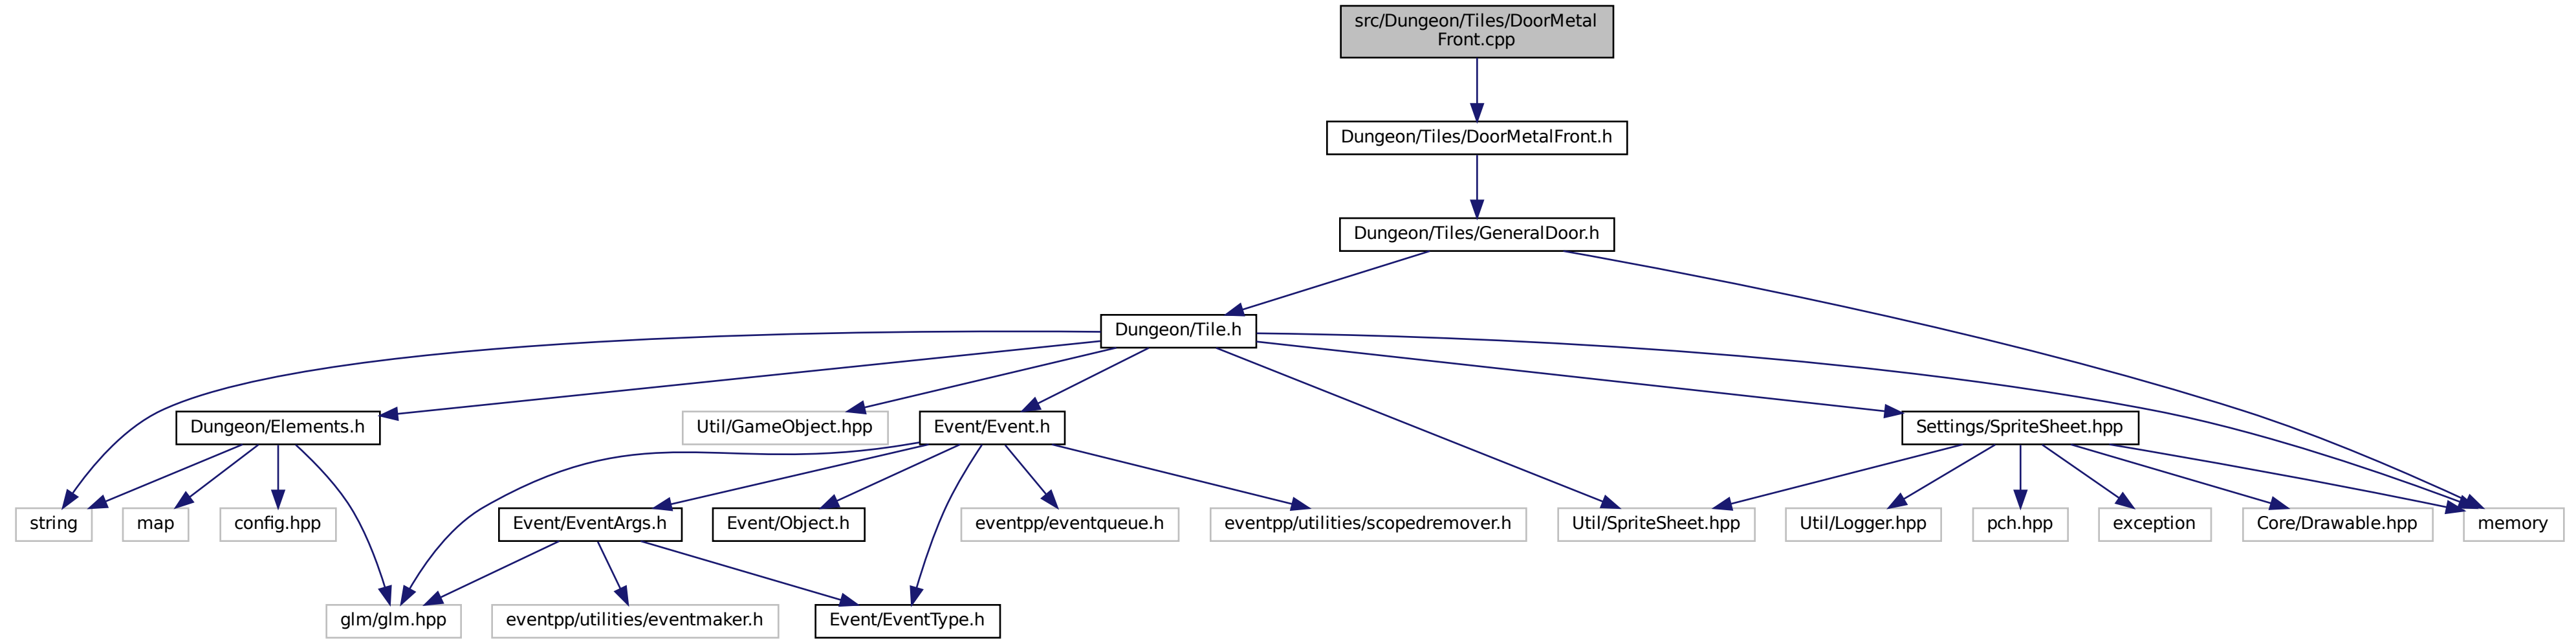 src/Dungeon/Tiles/DoorMetal
Front.cpp
Dungeon/Tiles/DoorMetalFront.h
Dungeon/Tiles/GeneralDoor.h
Dungeon/Tile.h
Dungeon/Elements.h
Util/GameObject.hpp
Event/Event.h
Settings/SpriteSheet.hpp
string
map
config.hpp
Event/EventArgs.h
Event/Object.h
eventpp/eventqueue.h
eventpp/utilities/scopedremover.h
Util/SpriteSheet.hpp
Util/Logger.hpp
pch.hpp
exception
Core/Drawable.hpp
memory
glm/glm.hpp
eventpp/utilities/eventmaker.h
Event/EventType.h